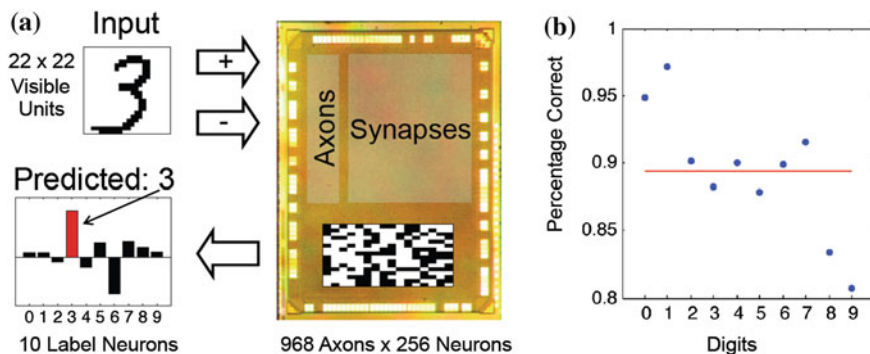 (a)
Input
22 x 22
Visible
Units
+
-
Axons
Synapses
Predicted: 3
0 1 2 3 4 5 6 7 8 9
10 Label Neurons
968 Axons x 256 Neurons
(b)
Percentage Correct
1
0.95
0.9
0.85
0.8
0 1 2 3 4 5 6 7 8 9
Digits